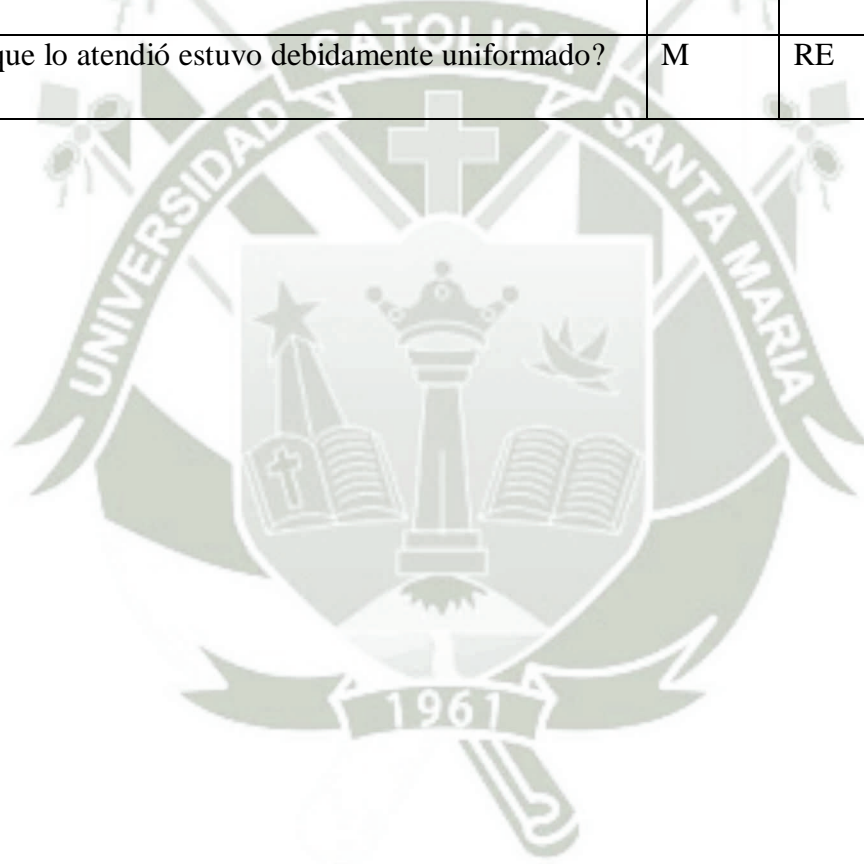 que lo atendió estuvo debidamente uniformado? M RE
UNIVERSIDAD CATOLICA SANTA MARIA
1961